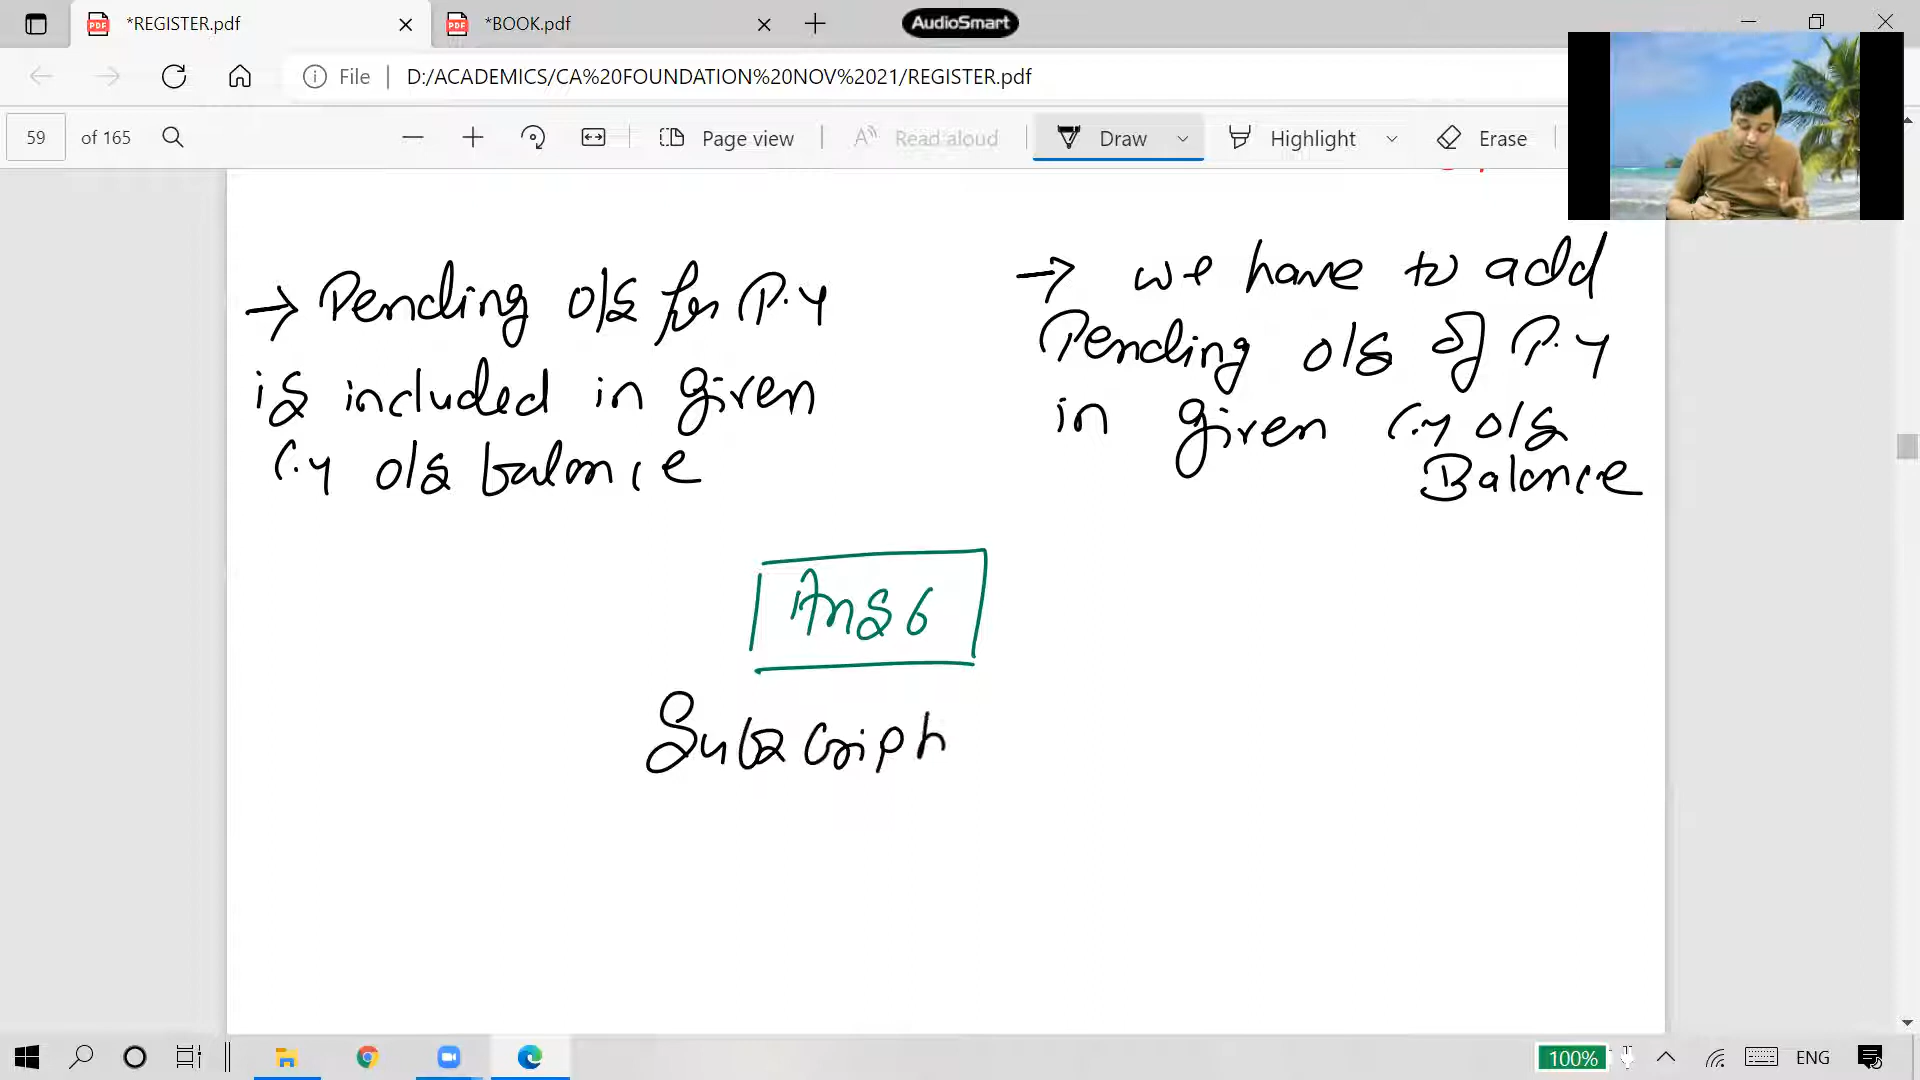 *REGISTER.pdf
*BOOK.pdf
AudioSmart
File
D:/ACADEMICS/CA%20FOUNDATION%20NOV%2021/REGISTER.pdf
59 of 165
Page view
Read aloud
Draw
Highlight
Erase
→ Pending o/s for P.Y
is included in given
C.Y o/s balance
→ we have to add
Pending o/s of P.Y
in given C.Y o/s
Balance
Ans 6
Subscript
100%
ENG